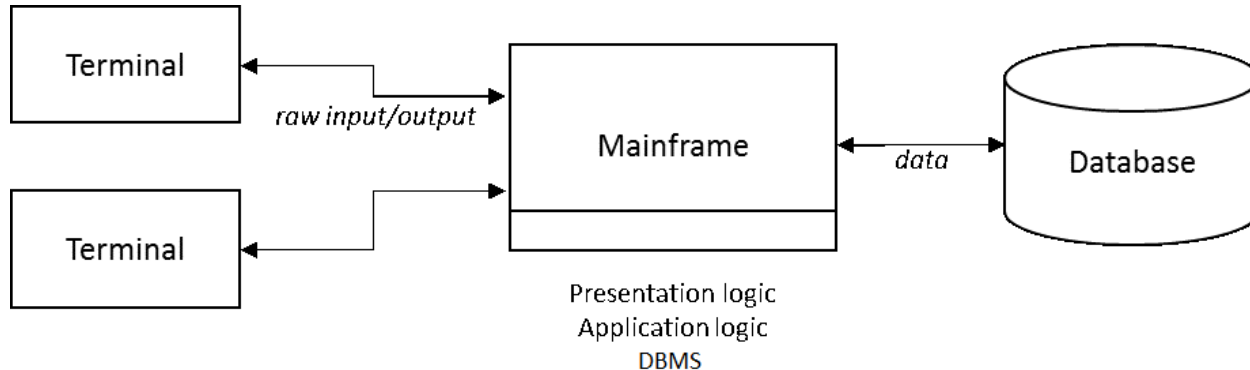 Terminal
raw input/output
Mainframe
data
Database
Terminal
Presentation logic
Application logic
DBMS